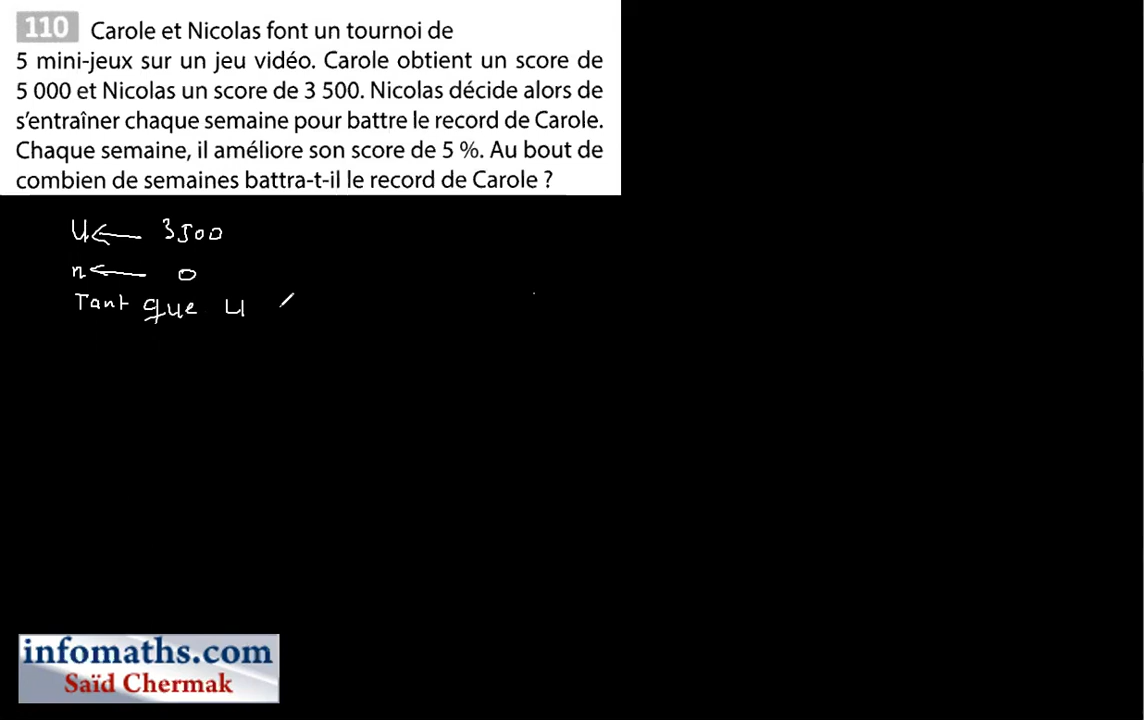 110 Carole et Nicolas font un tournoi de
5 mini-jeux sur un jeu vidéo. Carole obtient un score de
5 000 et Nicolas un score de 3 500. Nicolas décide alors de
s'entraîner chaque semaine pour battre le record de Carole.
Chaque semaine, il améliore son score de 5 %. Au bout de
combien de semaines battra-t-il le record de Carole ?
u ← 3500
n ← 0
Tant que u
infomaths.com
Saïd Chermak